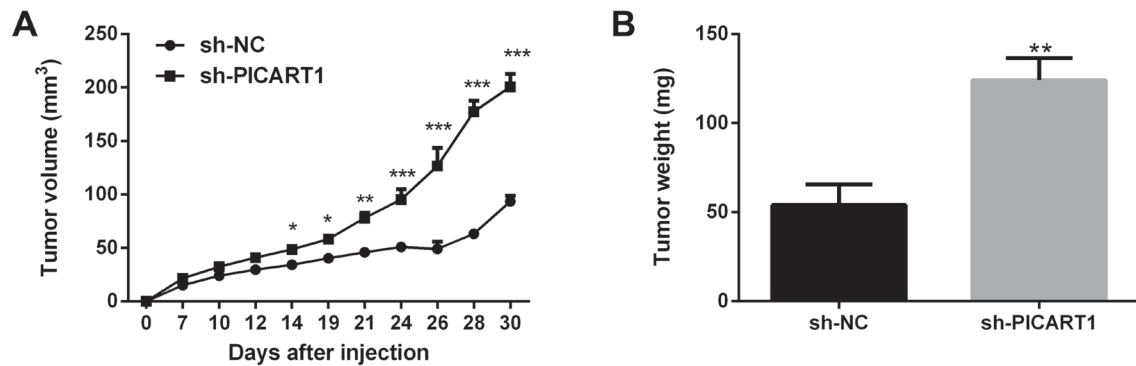 A
Tumor volume (mm³)
250
200
150
100
50
0
sh-NC
sh-PICART1
*
*
**
***
***
***
***
0 7 10 12 14 19 21 24 26 28 30
Days after injection
B
Tumor weight (mg)
150
100
50
0
**
sh-NC sh-PICART1